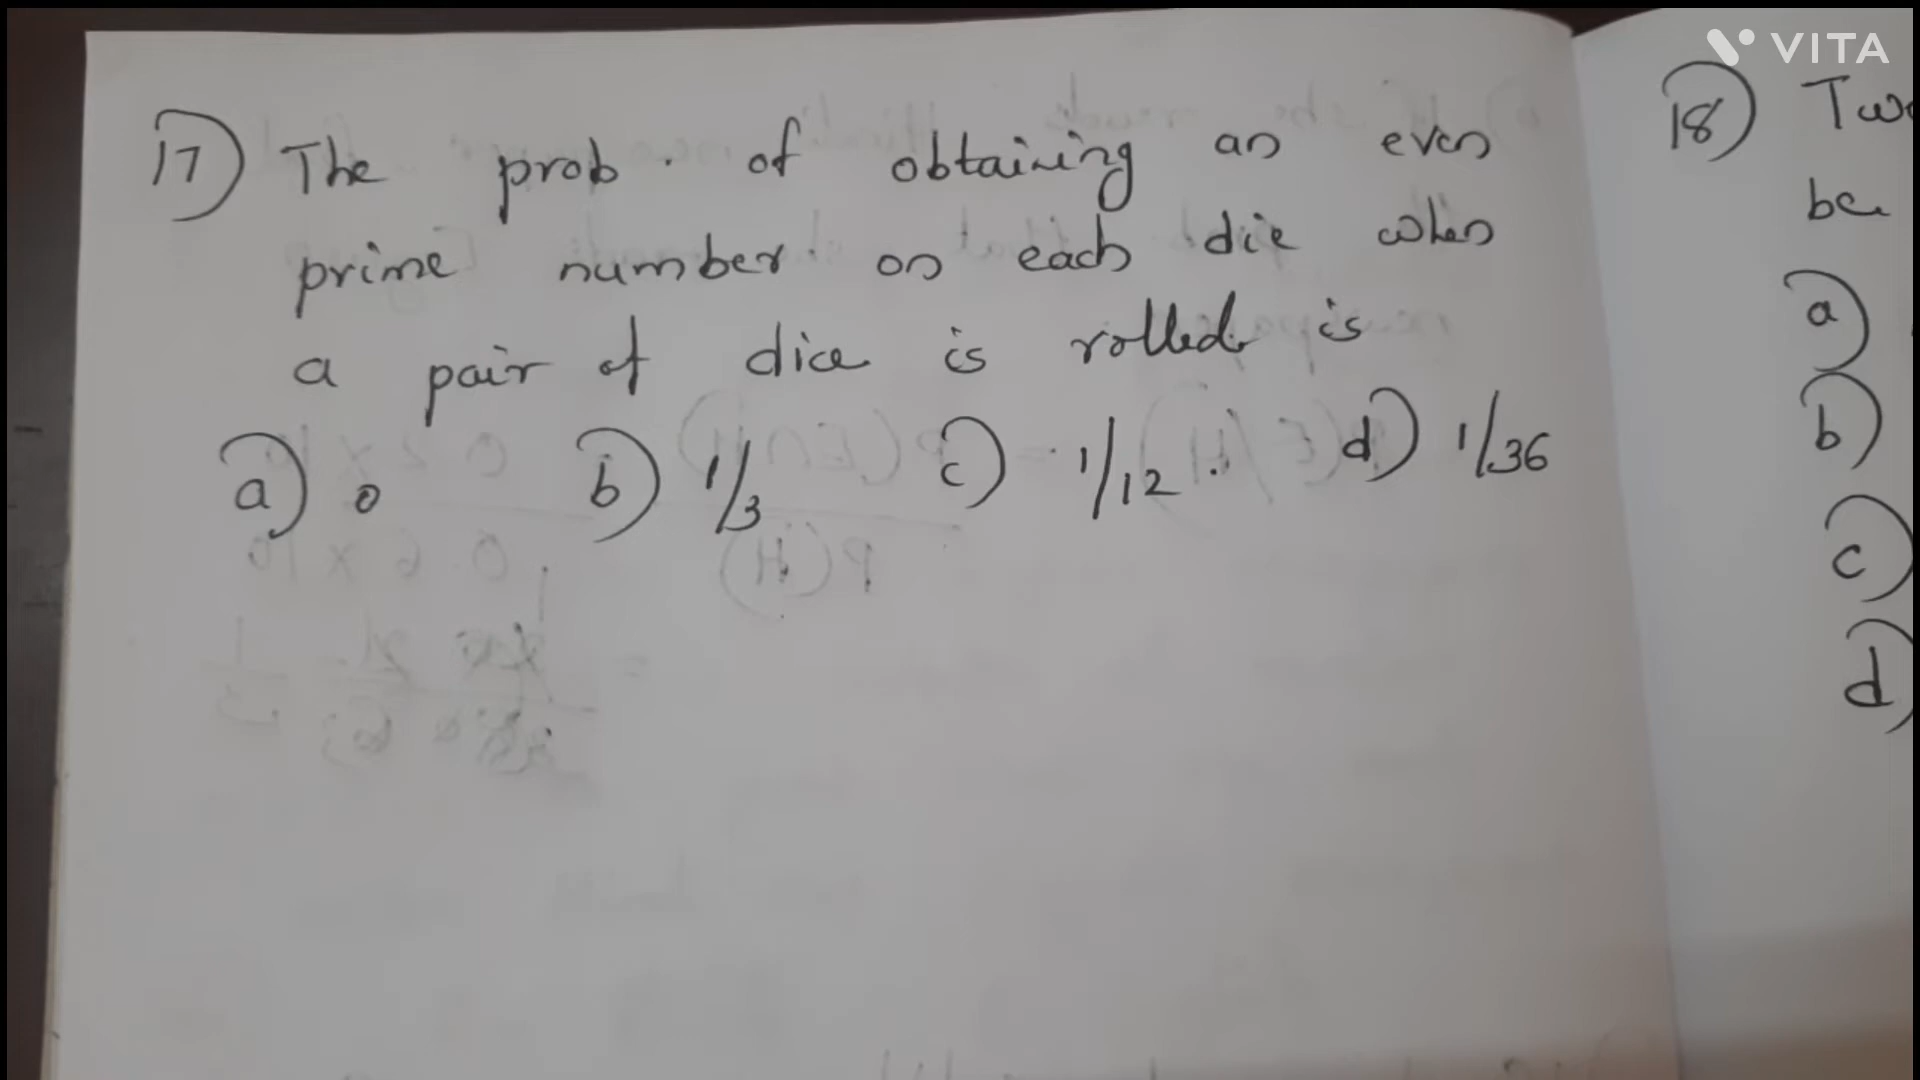 VITA
17) The prob. of obtaining an even
prime number on each die when
a pair of dice is rolled is
a) 0 b) 1/3 c) 1/12 . d) 1/36
18) Two
be
a)
b)
c)
d)